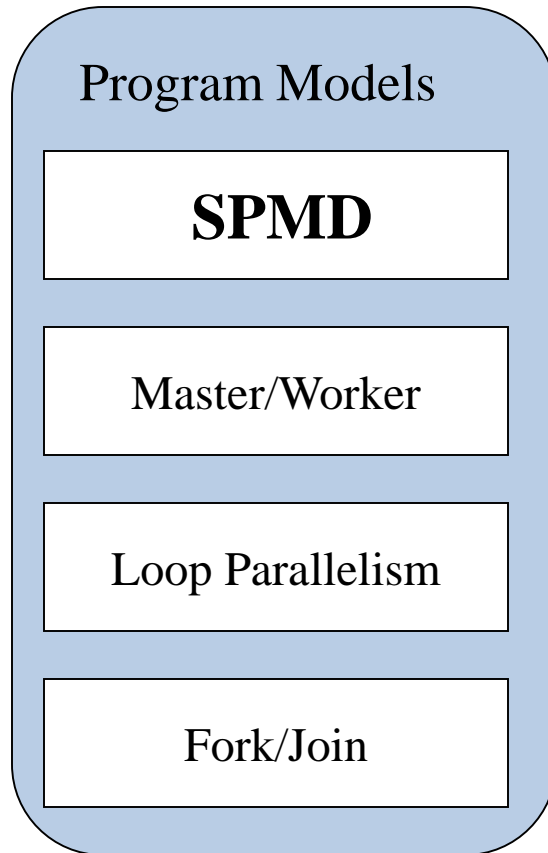 Program Models
SPMD
Master/Worker
Loop Parallelism
Fork/Join